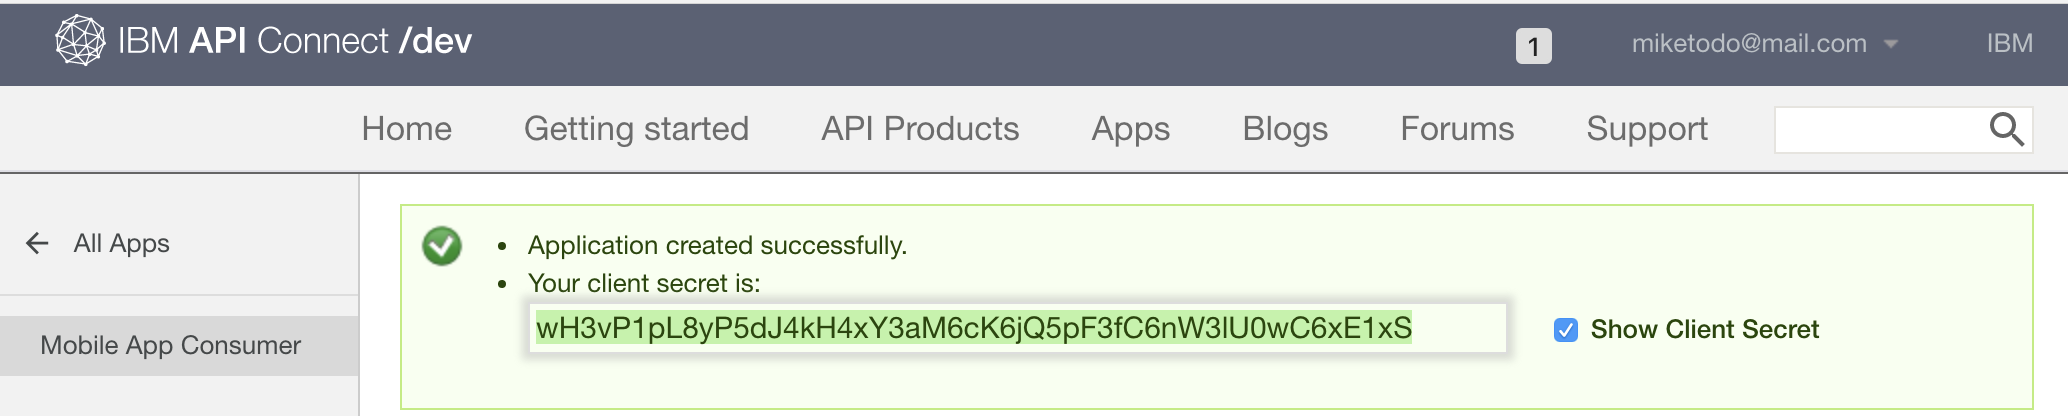 IBM API Connect /dev
1
miketodo@mail.com
IBM
Home Getting started API Products Apps Blogs Forums Support
All Apps
Mobile App Consumer
Application created successfully.
Your client secret is:
wH3vP1pL8yP5dJ4kH4xY3aM6cK6jQ5pF3fC6nW3lU0wC6xE1xS
Show Client Secret